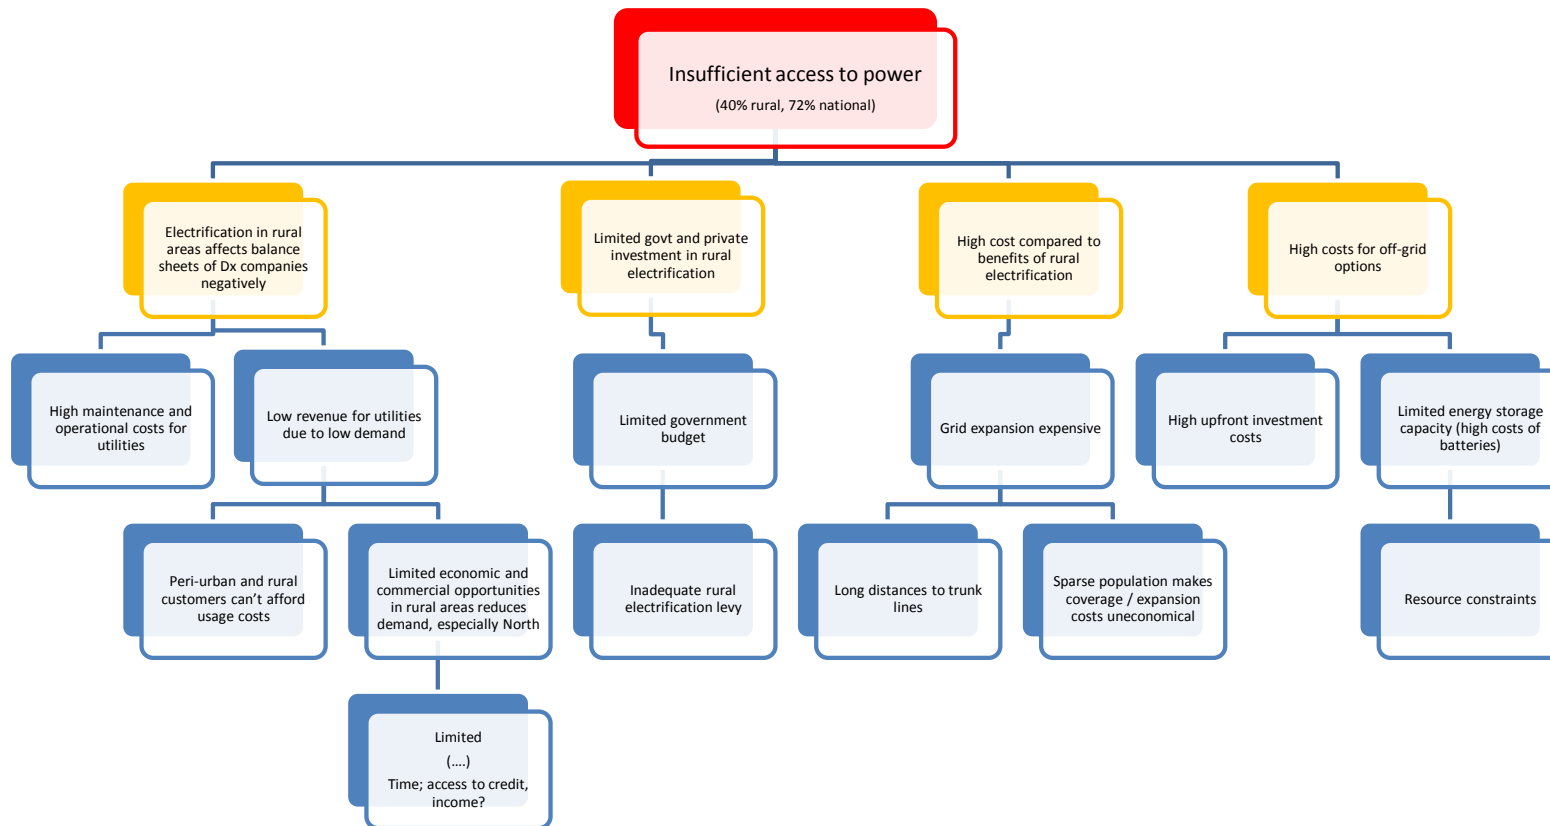 Insufficient access to power
(40% rural, 72% national)
Electrification in rural
areas affects balance
sheets of Dx companies
negatively
Limited govt and private
investment in rural
electrification
High cost compared to
benefits of rural
electrification
High costs for off-grid
options
High maintenance and
operational costs for
utilities
Low revenue for utilities
due to low demand
Limited government
budget
Grid expansion expensive
High upfront investment
costs
Limited energy storage
capacity (high costs of
batteries)
Peri-urban and rural
customers can’t afford
usage costs
Limited economic and
commercial opportunities
in rural areas reduces
demand, especially North
Inadequate rural
electrification levy
Long distances to trunk
lines
Sparse population makes
coverage / expansion
costs uneconomical
Resource constraints
Limited
(....)
Time; access to credit,
income?